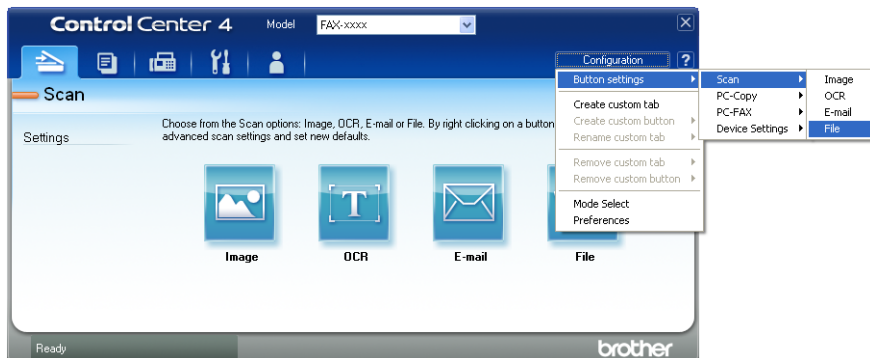 Control Center 4 Model FAX-xxxx
Configuration ?
Scan
Settings
Choose from the Scan options: Image, OCR, E-mail or File. By right clicking on a button
advanced scan settings and set new defaults.
Button settings
Create custom tab
Create custom button
Rename custom tab
Remove custom tab
Remove custom button
Mode Select
Preferences
Scan
PC-Copy
PC-FAX
Device Settings
Image
OCR
E-mail
File
T
Image OCR E-mail File
Ready brother